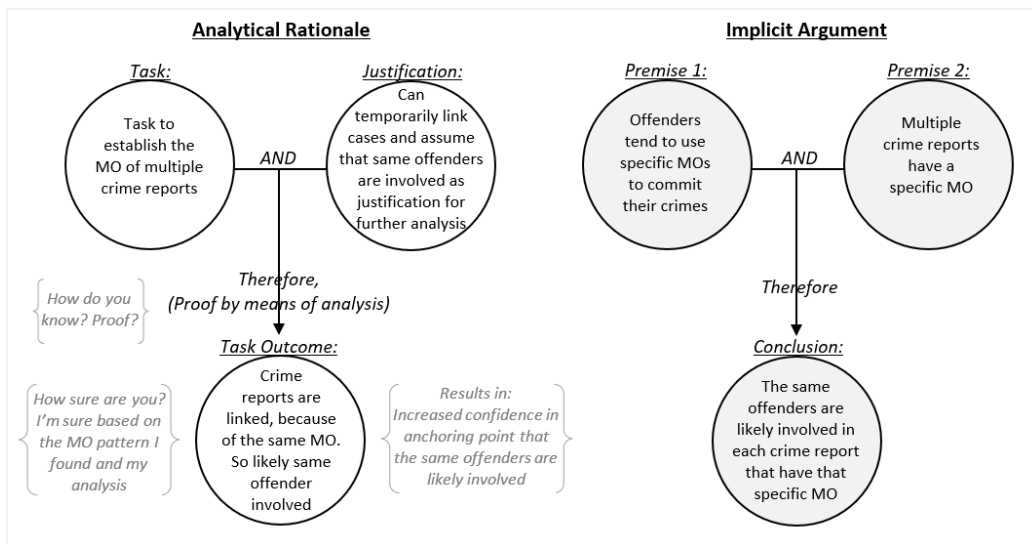 Analytical Rationale
Task:
Task to
establish the
MO of multiple
crime reports
AND
Justification:
Can
temporarily link
cases and assume
that same offenders
are involved as
justification for
further analysis
Therefore,
(Proof by means of analysis)
How do you
know? Proof?
Task Outcome:
Crime
reports are
linked, because
of the same MO.
So likely same
offender
involved
How sure are you?
I'm sure based on
the MO pattern I
found and my
analysis
Results in:
Increased confidence in
anchoring point that
the same offenders are
likely involved
Implicit Argument
Premise 1:
Offenders
tend to use
specific MOs
to commit
their crimes
AND
Premise 2:
Multiple
crime reports
have a
specific MO
Therefore
Conclusion:
The same
offenders are
likely involved in
each crime report
that have that
specific MO